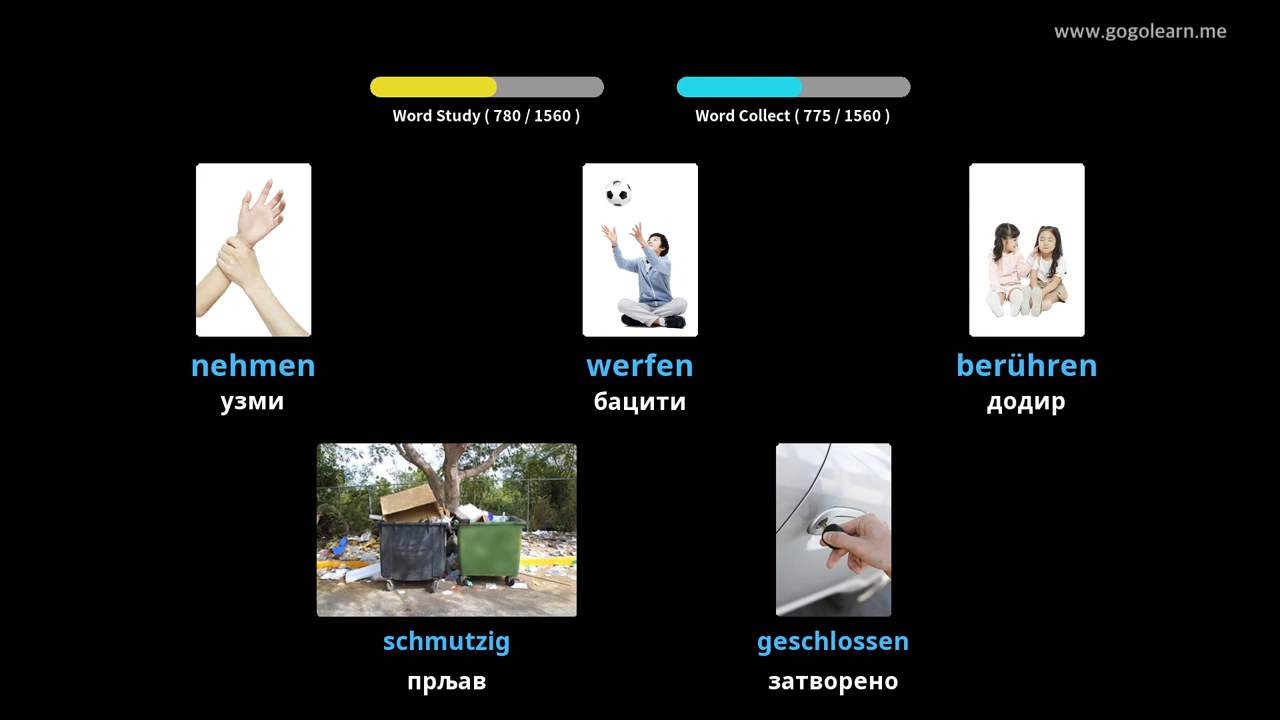 www.gogolearn.me
Word Study ( 780 / 1560 )
Word Collect ( 775 / 1560 )
nehmen
узми
werfen
бацити
berühren
додир
schmutzig
прљав
geschlossen
затворено